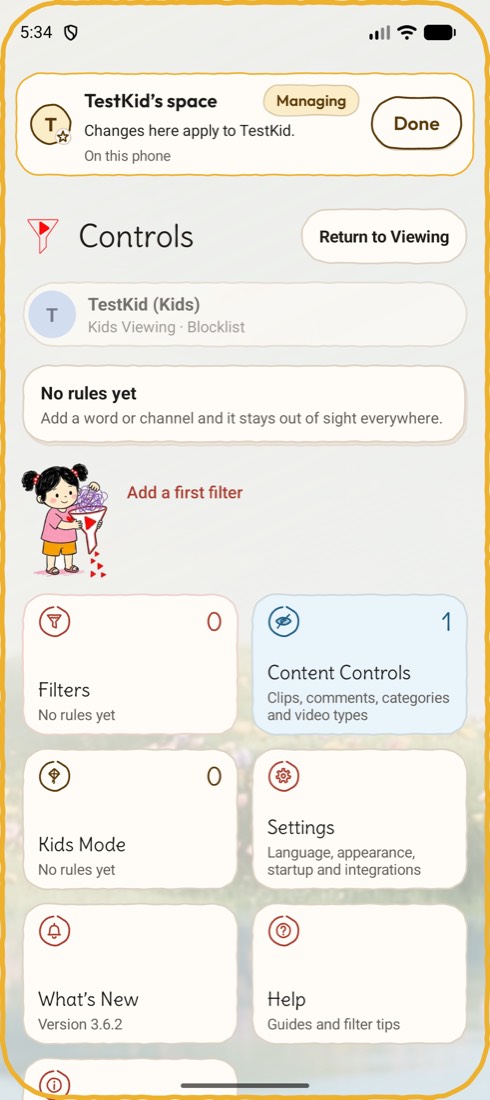 5:34
T
TestKid's space
Managing
Changes here apply to TestKid.
On this phone
Done
Controls
Return to Viewing
T
TestKid (Kids)
Kids Viewing · Blocklist
No rules yet
Add a word or channel and it stays out of sight everywhere.
Add a first filter
0
Filters
No rules yet
1
Content Controls
Clips, comments, categories
and video types
0
Kids Mode
No rules yet
Settings
Language, appearance,
startup and integrations
What's New
Version 3.6.2
Help
Guides and filter tips